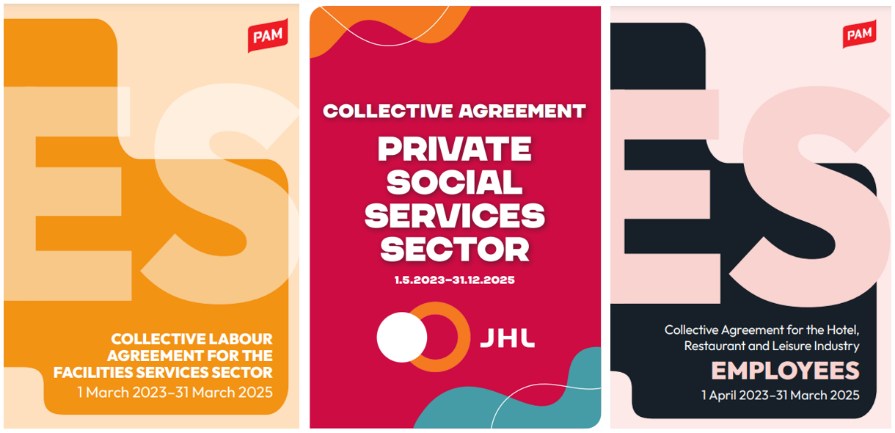 PAM
ES
COLLECTIVE LABOUR
AGREEMENT FOR THE
FACILITIES SERVICES SECTOR
1 March 2023–31 March 2025
COLLECTIVE AGREEMENT
PRIVATE
SOCIAL
SERVICES
SECTOR
1.5.2023–31.12.2025
JHL
PAM
ES
Collective Agreement for the Hotel,
Restaurant and Leisure Industry
EMPLOYEES
1 April 2023–31 March 2025